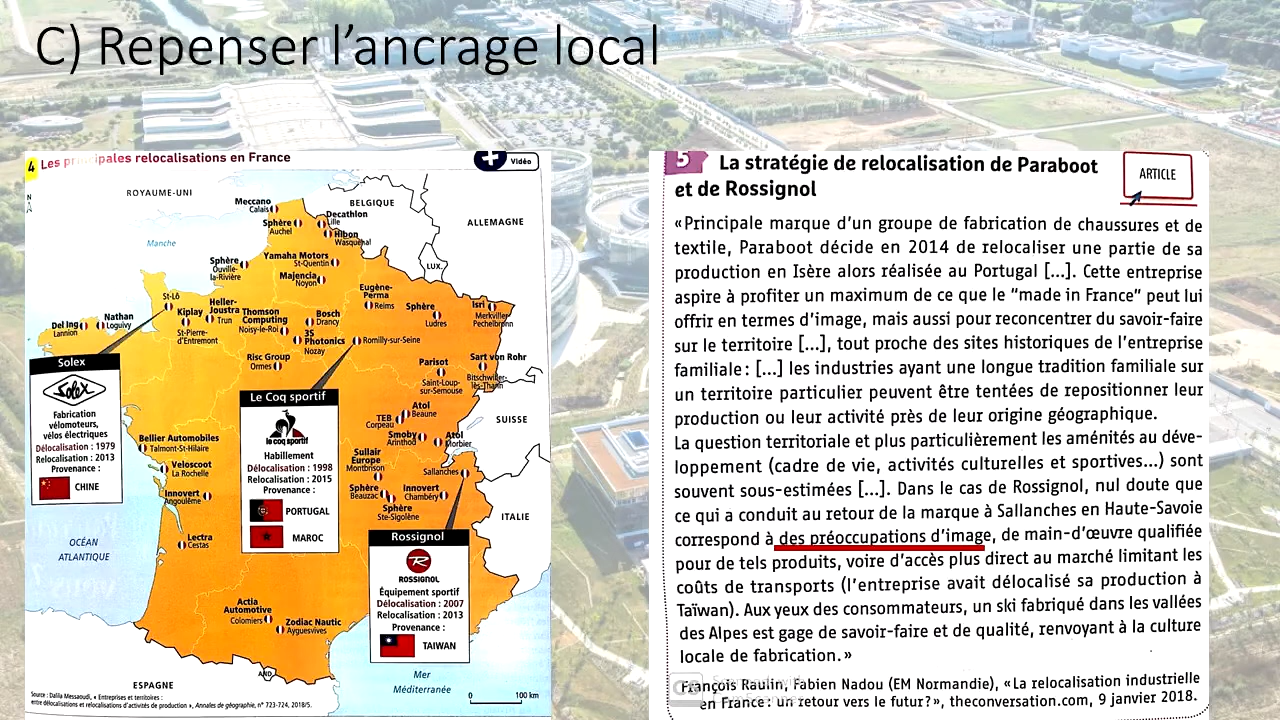 C) Repenser l’ancrage local
4 Les principales relocalisations en France
+ Vidéo
N
ROYAUME-UNI
BELGIQUE
ALLEMAGNE
LUX.
Manche
Meccano
Calais
Sphère
Auchel
Decathlon
Lille
Hibon
Wasquehal
Yamaha Motors
St-Quentin
Sphère
Ouville-
la-Rivière
Majencia
Noyon
Eugène-
Perma
Reims
Sphère
Ludres
Isri
Merkviller-
Pechelbronn
St-Lô
Kiplay
St-Pierre-
d’Entremont
Heller-
Joustra
Trun
Thomson
Computing
Noisy-le-Roi
Bosch
Drancy
3S
Photonics
Nozay
Romilly-sur-Seine
Del Ing
Lannion
Nathan
Loguivy
Risc Group
Ormes
Parisot
Saint-Loup-
sur-Semouse
Sart von Rohr
Bitschwiller-
lès-Thann
Solex
Solex
Fabrication
vélomoteurs,
vélos électriques
Délocalisation : 1979
Relocalisation : 2013
Provenance :
CHINE
Le Coq sportif
le coq sportif
Habillement
Délocalisation : 1998
Relocalisation : 2015
Provenance :
PORTUGAL
MAROC
Atol
Beaune
TEB
Corpeau
Smoby
Arinthod
Atol
Morbier
SUISSE
Bellier Automobiles
Talmont-St-Hilaire
Veloscoot
La Rochelle
Innovert
Angoulême
Sullair
Europe
Montbrison
Sallanches
Sphère
Beauzac
Innovert
Chambéry
Sphère
Ste-Sigolène
ITALIE
Lectra
Cestas
OCÉAN
ATLANTIQUE
Rossignol
R
ROSSIGNOL
Équipement sportif
Délocalisation : 2007
Relocalisation : 2013
Provenance :
TAIWAN
Actia
Automotive
Colomiers
Zodiac Nautic
Ayguesvives
AND.
ESPAGNE
Mer
Méditerranée
0 100 km
Source : Dalila Messaoudi, « Entreprises et territoires :
entre délocalisations et relocalisations d’activités de production », Annales de géographie, n° 723-724, 2018/5.
5 La stratégie de relocalisation de Paraboot
et de Rossignol
ARTICLE
«Principale marque d’un groupe de fabrication de chaussures et de
textile, Paraboot décide en 2014 de relocaliser une partie de sa
production en Isère alors réalisée au Portugal [...]. Cette entreprise
aspire à profiter un maximum de ce que le “made in France” peut lui
offrir en termes d’image, mais aussi pour reconcentrer du savoir-faire
sur le territoire [...], tout proche des sites historiques de l’entreprise
familiale : [...] les industries ayant une longue tradition familiale sur
un territoire particulier peuvent être tentées de repositionner leur
production ou leur activité près de leur origine géographique.
La question territoriale et plus particulièrement les aménités au déve-
loppement (cadre de vie, activités culturelles et sportives...) sont
souvent sous-estimées [...]. Dans le cas de Rossignol, nul doute que
ce qui a conduit au retour de la marque à Sallanches en Haute-Savoie
correspond à des préoccupations d’image, de main-d’œuvre qualifiée
pour de tels produits, voire d’accès plus direct au marché limitant les
coûts de transports (l’entreprise avait délocalisé sa production à
Taïwan). Aux yeux des consommateurs, un ski fabriqué dans les vallées
des Alpes est gage de savoir-faire et de qualité, renvoyant à la culture
locale de fabrication.»
François Raulin, Fabien Nadou (EM Normandie), «La relocalisation industrielle
en France : un retour vers le futur?», theconversation.com, 9 janvier 2018.